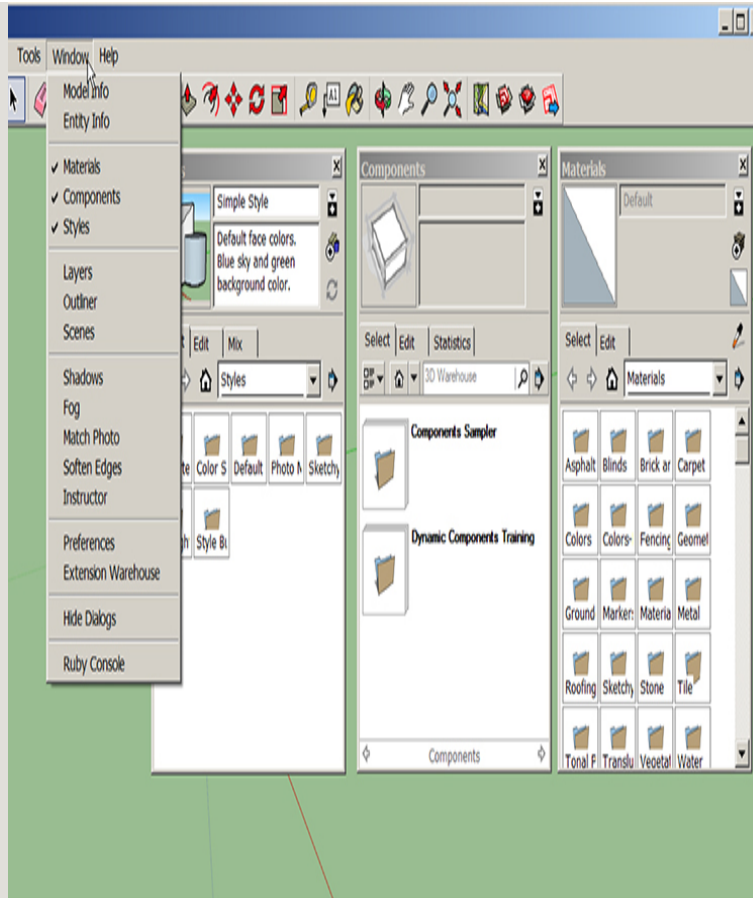 Tools Window Help
Model Info
Entity Info
Materials
Components
Styles
Layers
Outliner
Scenes
Shadows
Fog
Match Photo
Soften Edges
Instructor
Preferences
Extension Warehouse
Hide Dialogs
Ruby Console
A1
Simple Style
Default face colors.
Blue sky and green
background color.
Edit Mix
Styles
Color S Default Photo M Sketchy
Style Bu
Components
Select Edit Statistics
3D Warehouse
Components Sampler
Dynamic Components Training
Components
Materials
Default
Select Edit
Materials
Asphalt Blinds Brick ar Carpet
Colors Colors- Fencing Geomet
Ground Marker: Materia Metal
Roofing Sketchy Stone Tile
Tonal F Translu Vegetat Water